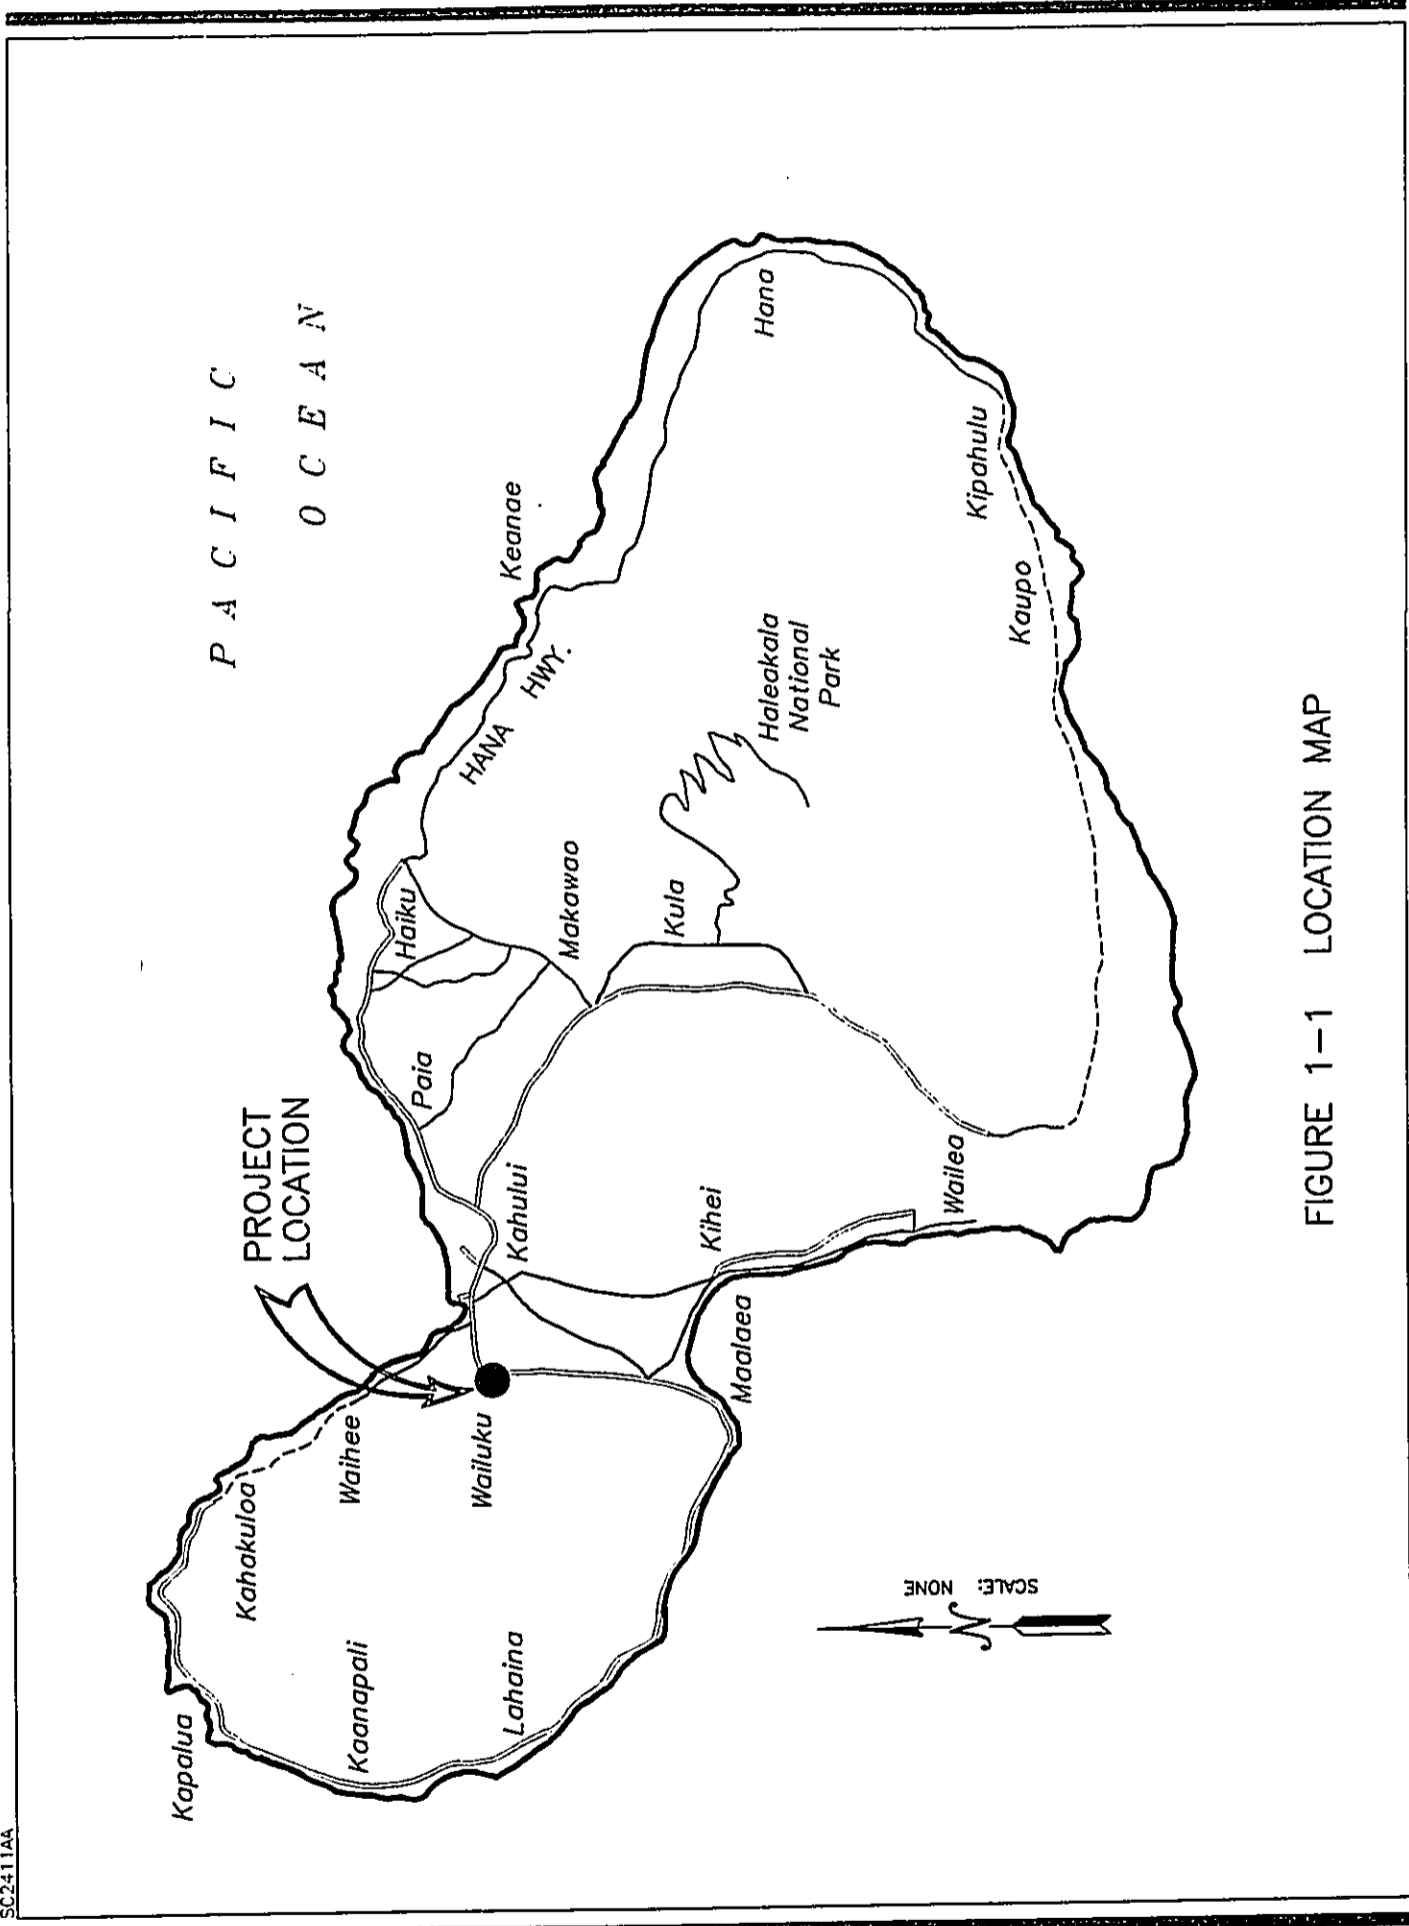 SC2411AA
PACIFIC
OCEAN
PROJECT
LOCATION
Kapalua
Kahakuloa
Waihee
Kaanapali
Wailuku
Lahaina
Maalaea
Kahului
Kihei
Wailea
Paia
Haiku
Makawao
Kula
HANA HWY.
Keanae
Haleakala
National
Park
Hana
Kipahulu
Kaupo
N
SCALE: NONE
FIGURE 1-1 LOCATION MAP